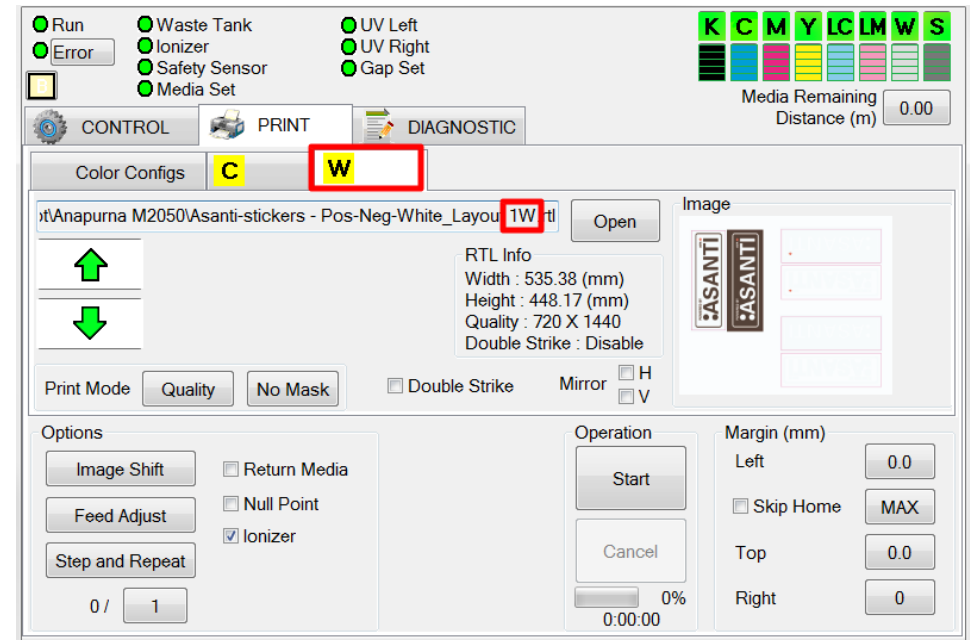 Run
Waste Tank
UV Left
K C M Y LC LM W S
Error
Ionizer
UV Right
Safety Sensor
Gap Set
Media Set
Media Remaining
Distance (m)
0.00
CONTROL
PRINT
DIAGNOSTIC
Color Configs
C
W
ot\Anapurna M2050\Asanti-stickers - Pos-Neg-White_Layou 1W rtl
Open
Image
RTL Info
Width : 535.38 (mm)
Height : 448.17 (mm)
Quality : 720 X 1440
Double Strike : Disable
:ASANTI
:ASANTI
Print Mode
Quality
No Mask
Double Strike
Mirror
H
V
Options
Image Shift
Return Media
Feed Adjust
Null Point
Ionizer
Step and Repeat
0 /
1
Operation
Start
Cancel
0%
0:00:00
Margin (mm)
Left
0.0
Skip Home
MAX
Top
0.0
Right
0